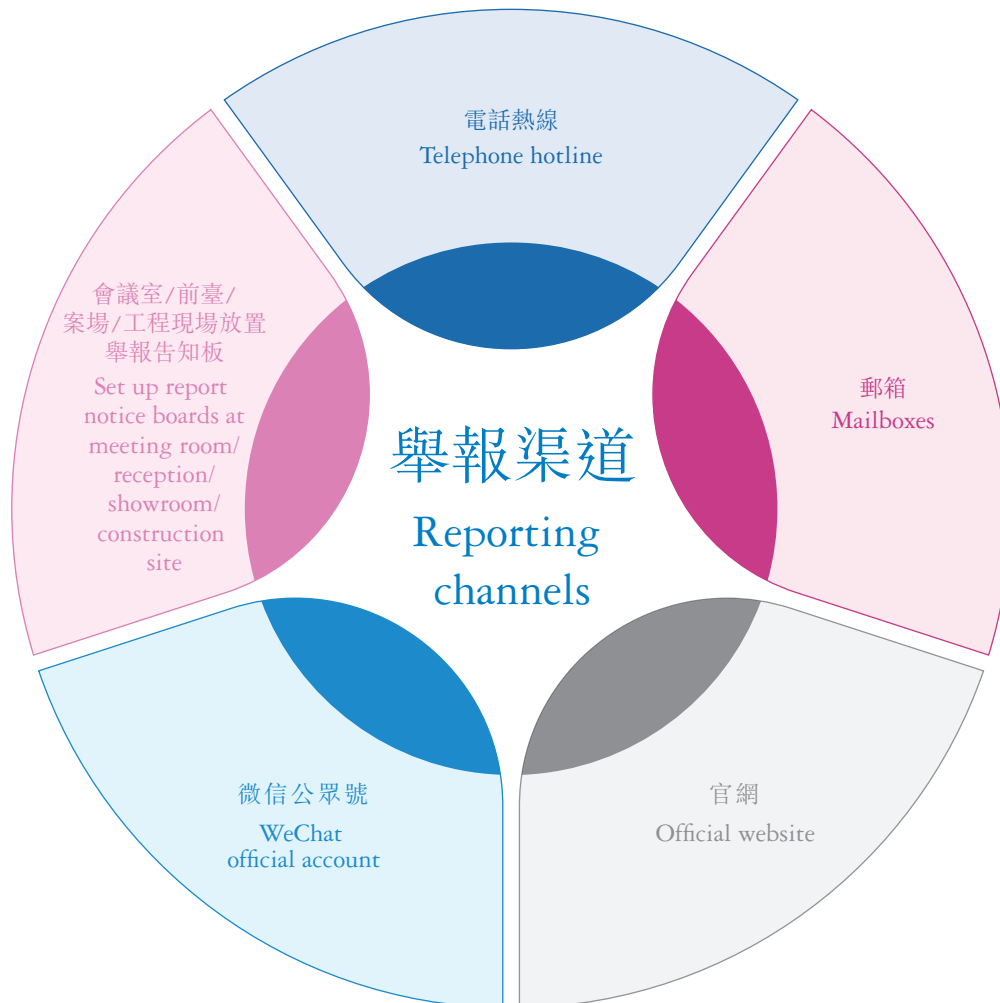 電話熱線
Telephone hotline
會議室/前臺/
案場/工程現場放置
舉報告知板
Set up report
notice boards at
meeting room/
reception/
showroom/
construction
site
郵箱
Mailboxes
舉報渠道
Reporting
channels
微信公眾號
WeChat
official account
官網
Official website